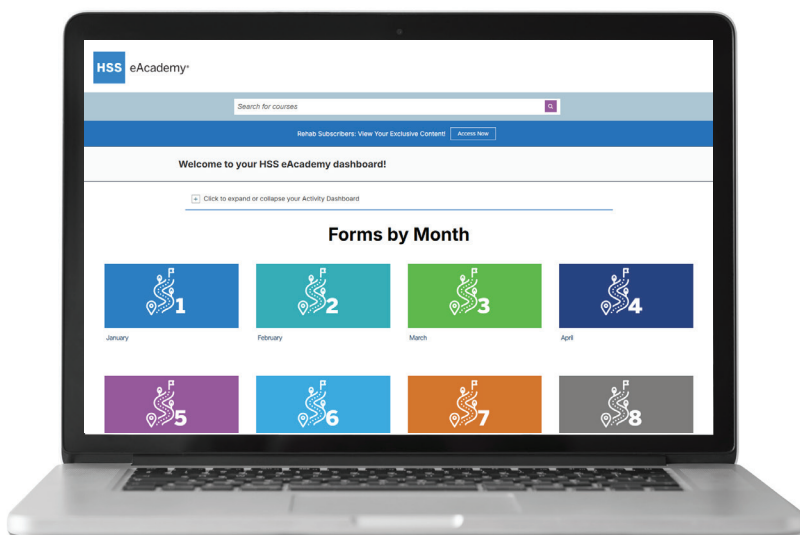 HSS eAcademy®
Search for courses
Rehab Subscribers: View Your Exclusive Content! Access Now
Welcome to your HSS eAcademy dashboard!
+ Click to expand or collapse your Activity Dashboard
Forms by Month
1 2 3 4
January February March April
5 6 7 8